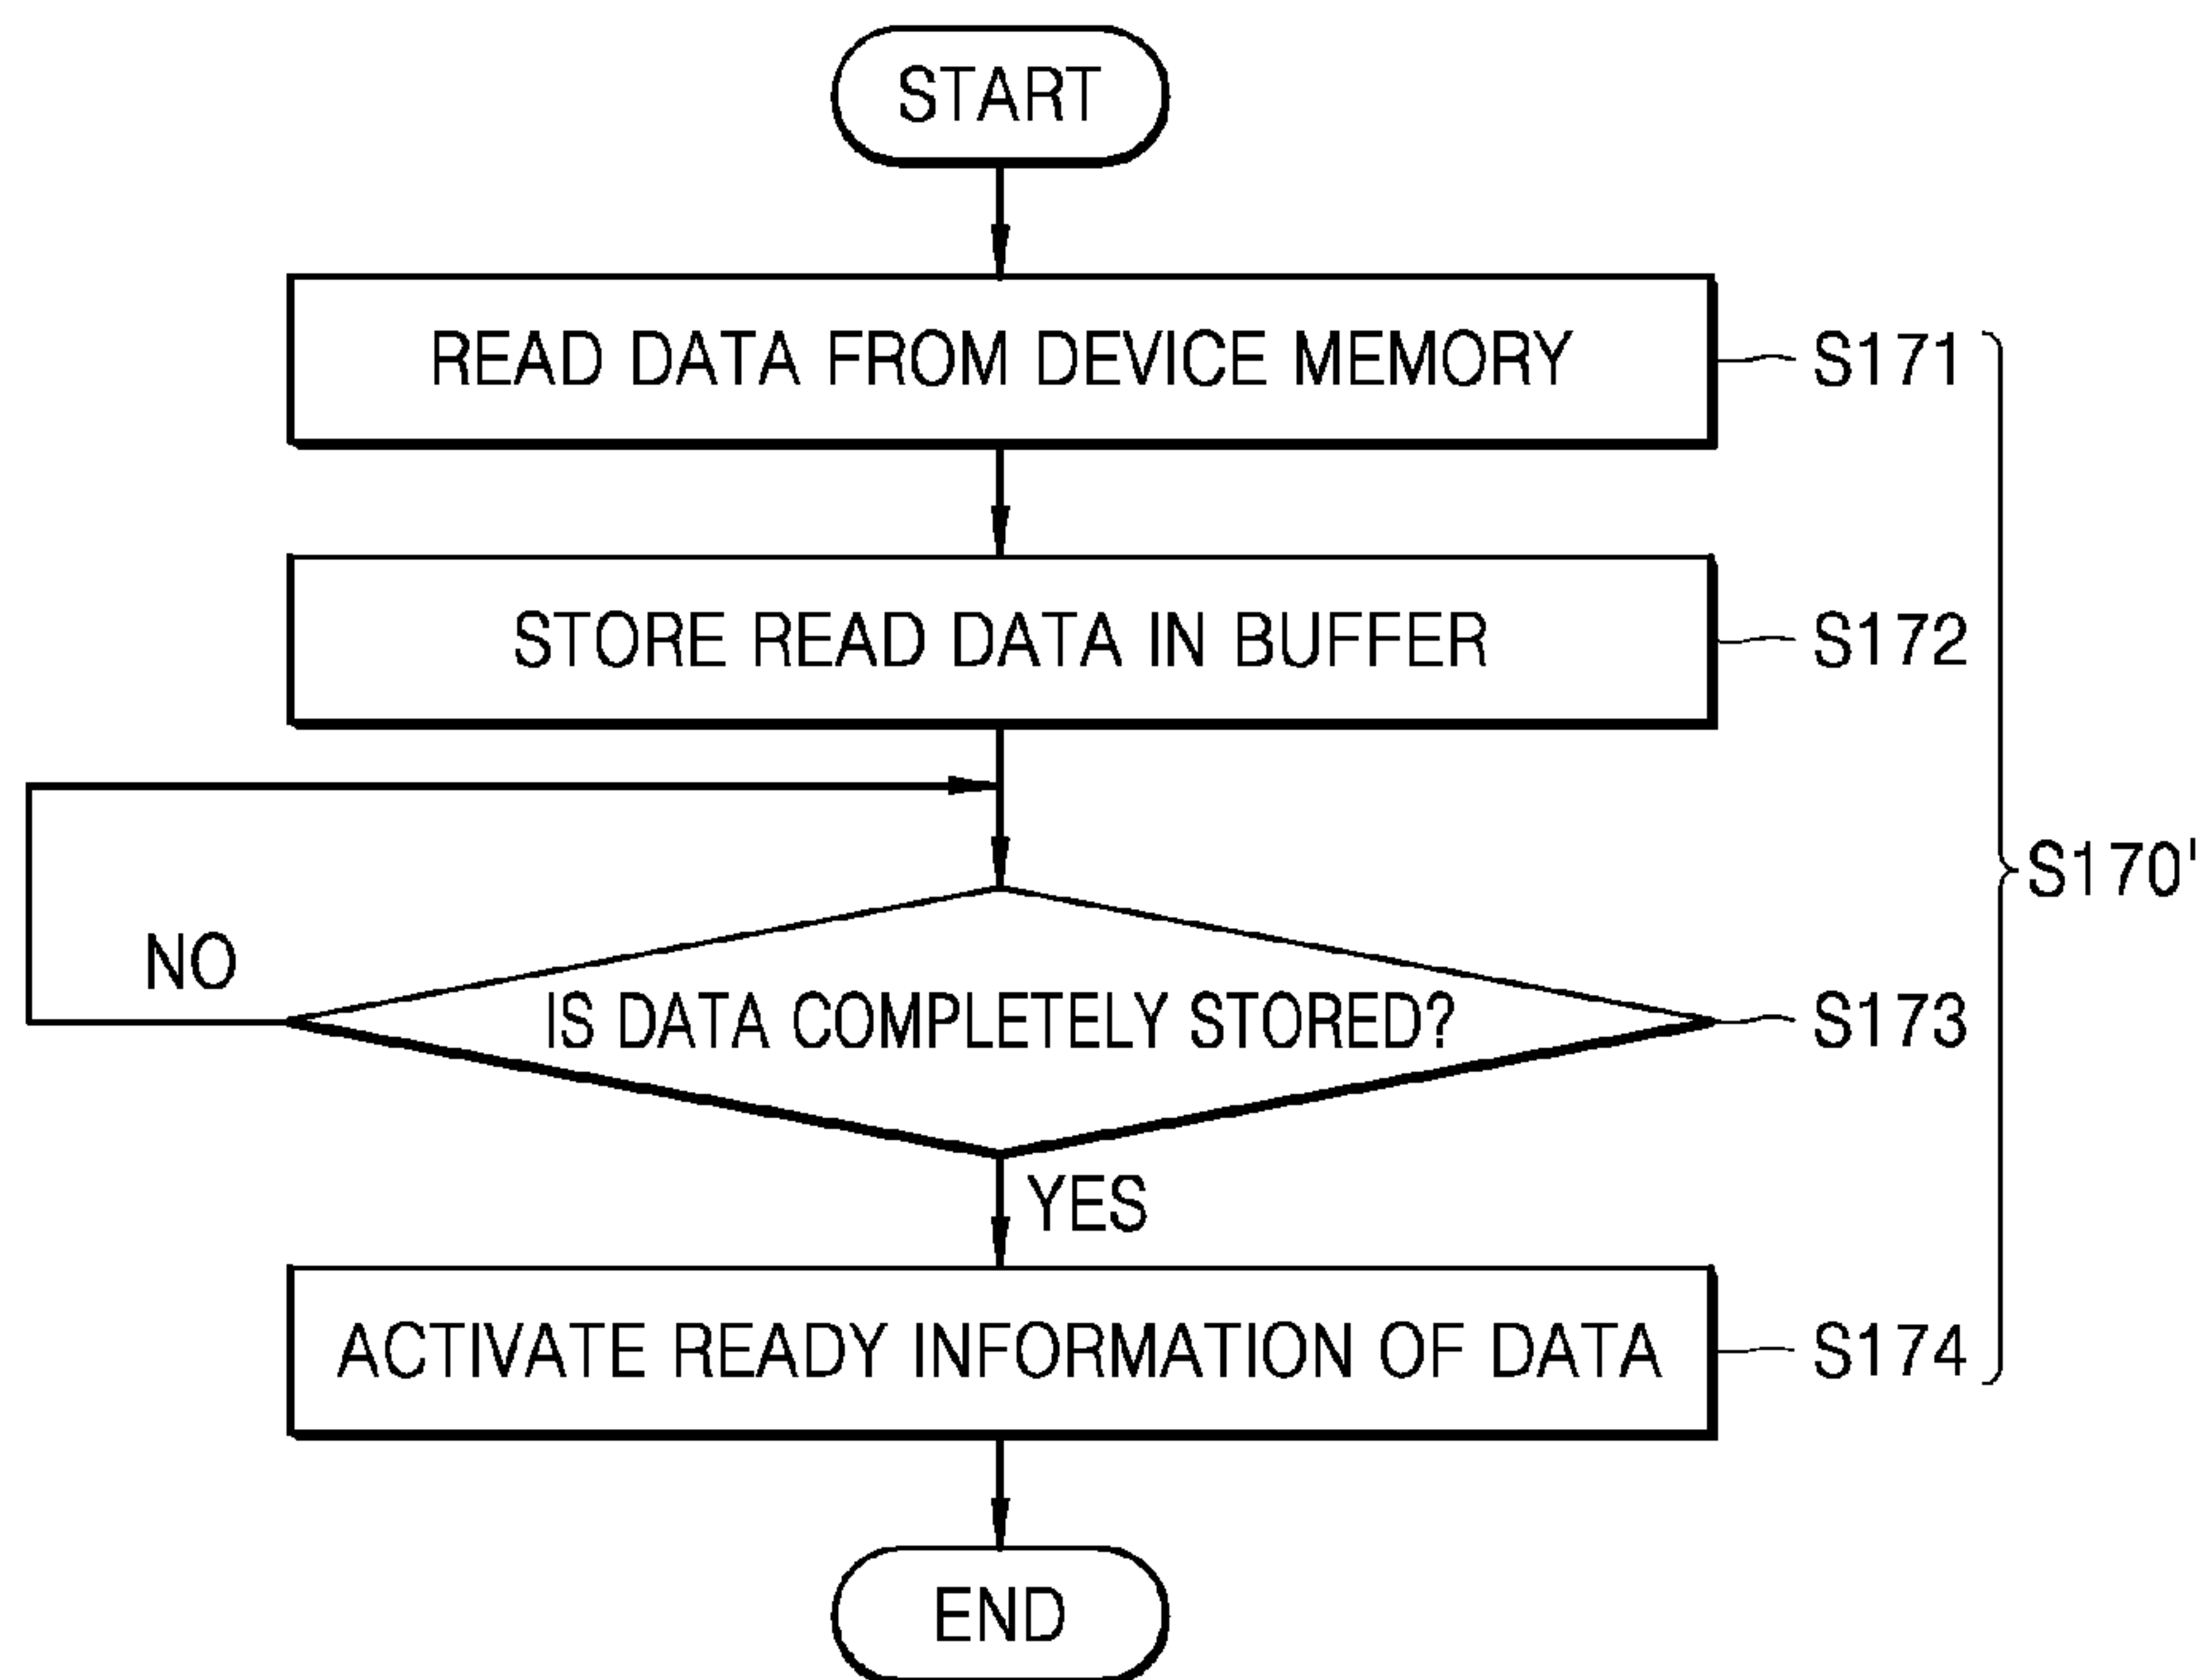 START
READ DATA FROM DEVICE MEMORY
S171
STORE READ DATA IN BUFFER
S172
S170'
NO
IS DATA COMPLETELY STORED?
S173
YES
ACTIVATE READY INFORMATION OF DATA
S174
END